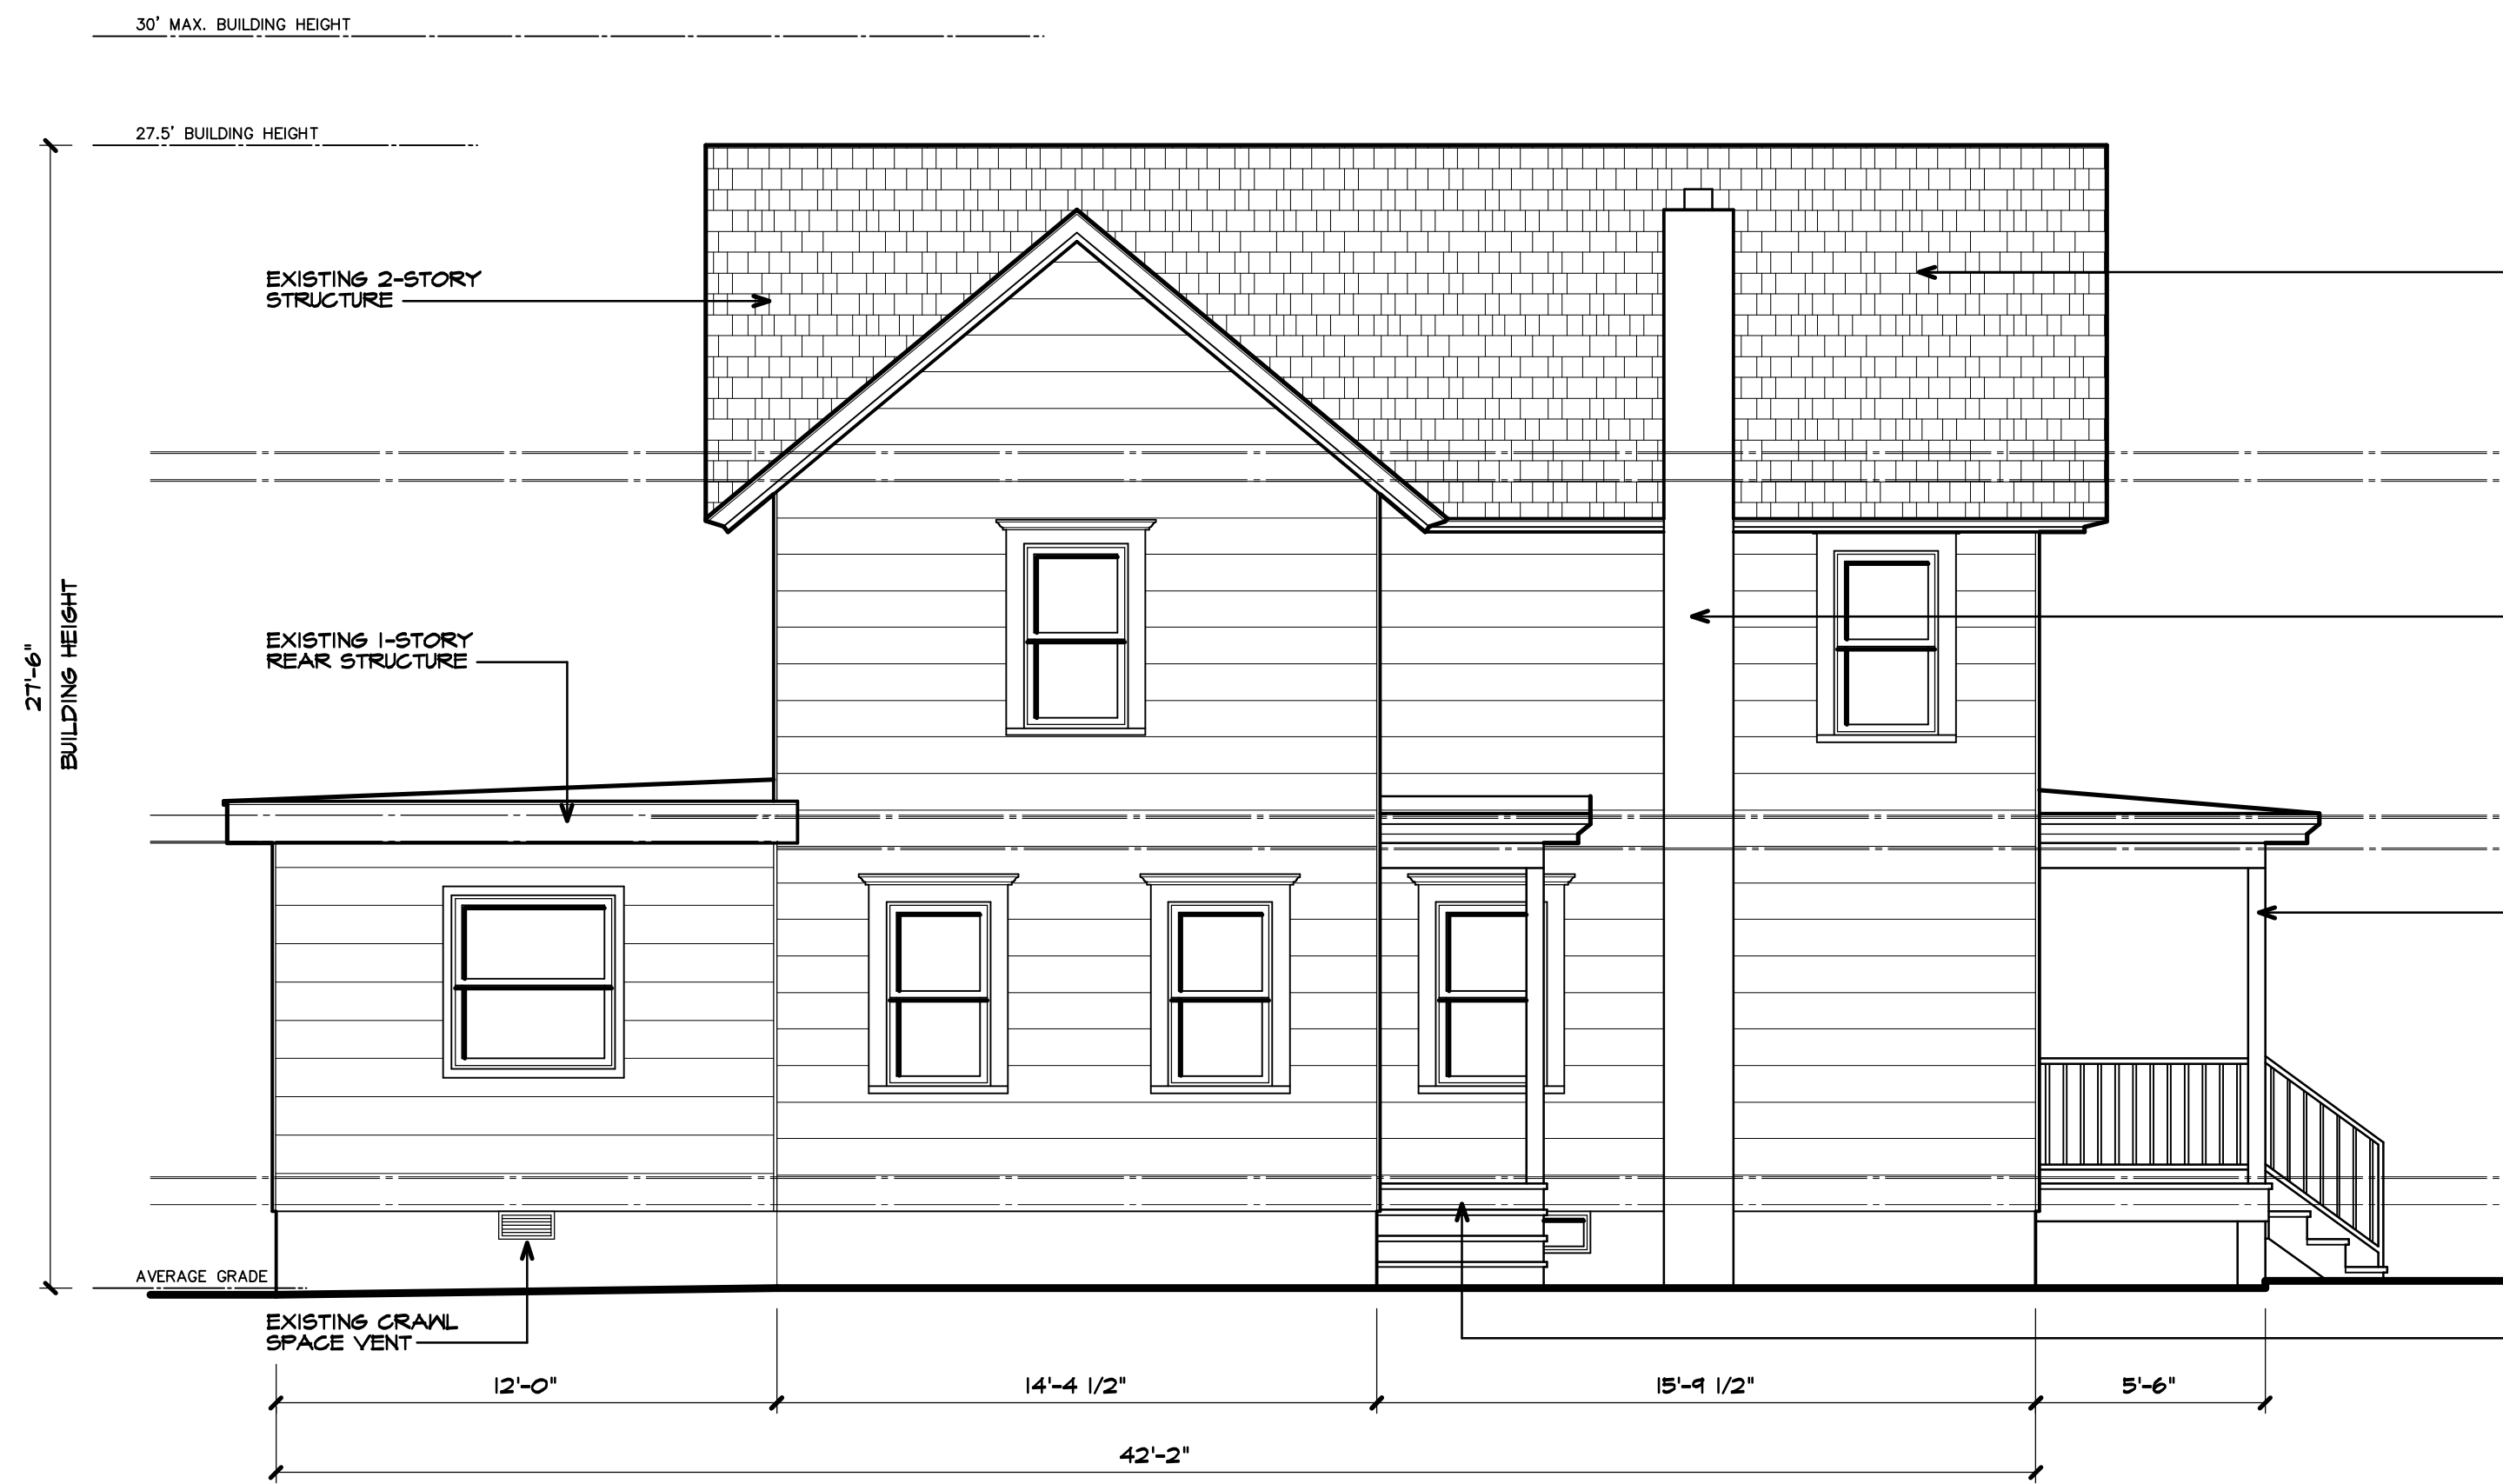 30' MAX. BUILDING HEIGHT
27.5' BUILDING HEIGHT
EXISTING 2-STORY
STRUCTURE
EXISTING 1-STORY
REAR STRUCTURE
27'-6"
BUILDING HEIGHT
AVERAGE GRADE
EXISTING CRAWL
SPACE VENT
12'-0"
14'-4 1/2"
15'-9 1/2"
5'-6"
42'-2"